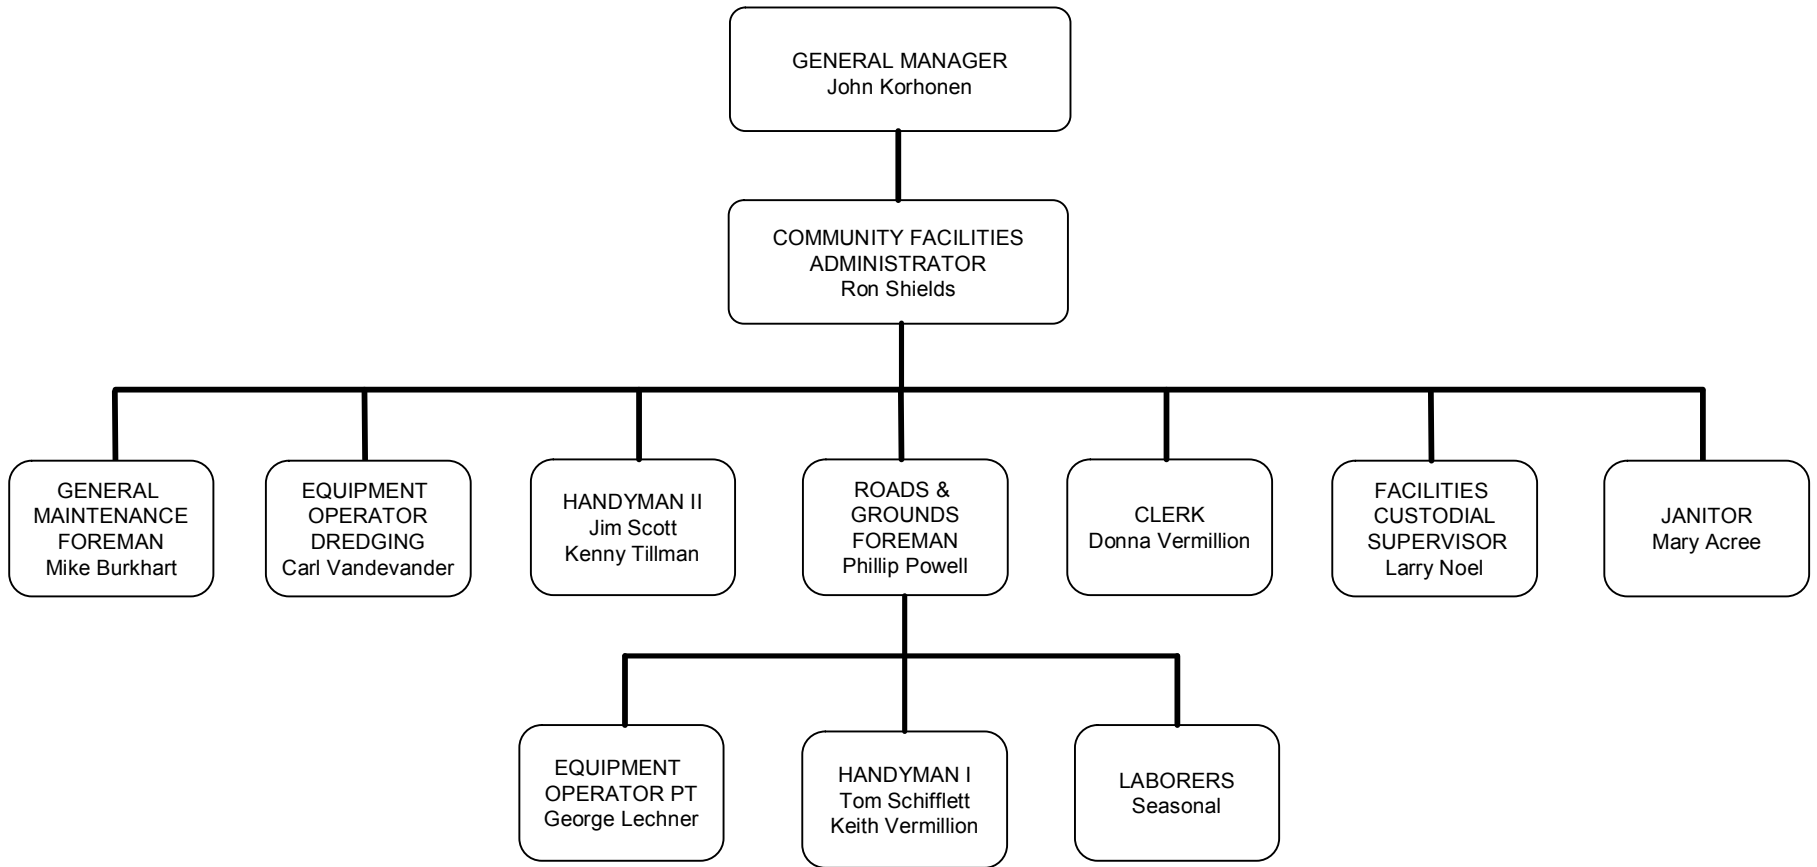 GENERAL MANAGER
John Korhonen
COMMUNITY FACILITIES
ADMINISTRATOR
Ron Shields
GENERAL
MAINTENANCE
FOREMAN
Mike Burkhart
EQUIPMENT
OPERATOR
DREDGING
Carl Vandevander
HANDYMAN II
Jim Scott
Kenny Tillman
ROADS &
GROUNDS
FOREMAN
Phillip Powell
CLERK
Donna Vermillion
FACILITIES
CUSTODIAL
SUPERVISOR
Larry Noel
JANITOR
Mary Acree
EQUIPMENT
OPERATOR PT
George Lechner
HANDYMAN I
Tom Schifflett
Keith Vermillion
LABORERS
Seasonal